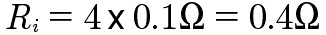 Rᵢ = 4 x 0.1Ω = 0.4Ω